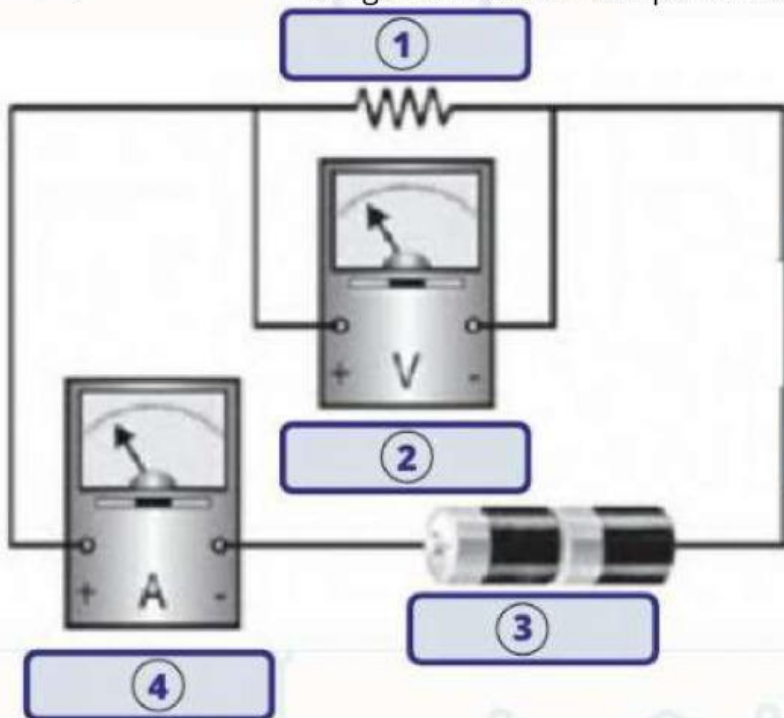 ①
+ V -
②
+ A -
③
④